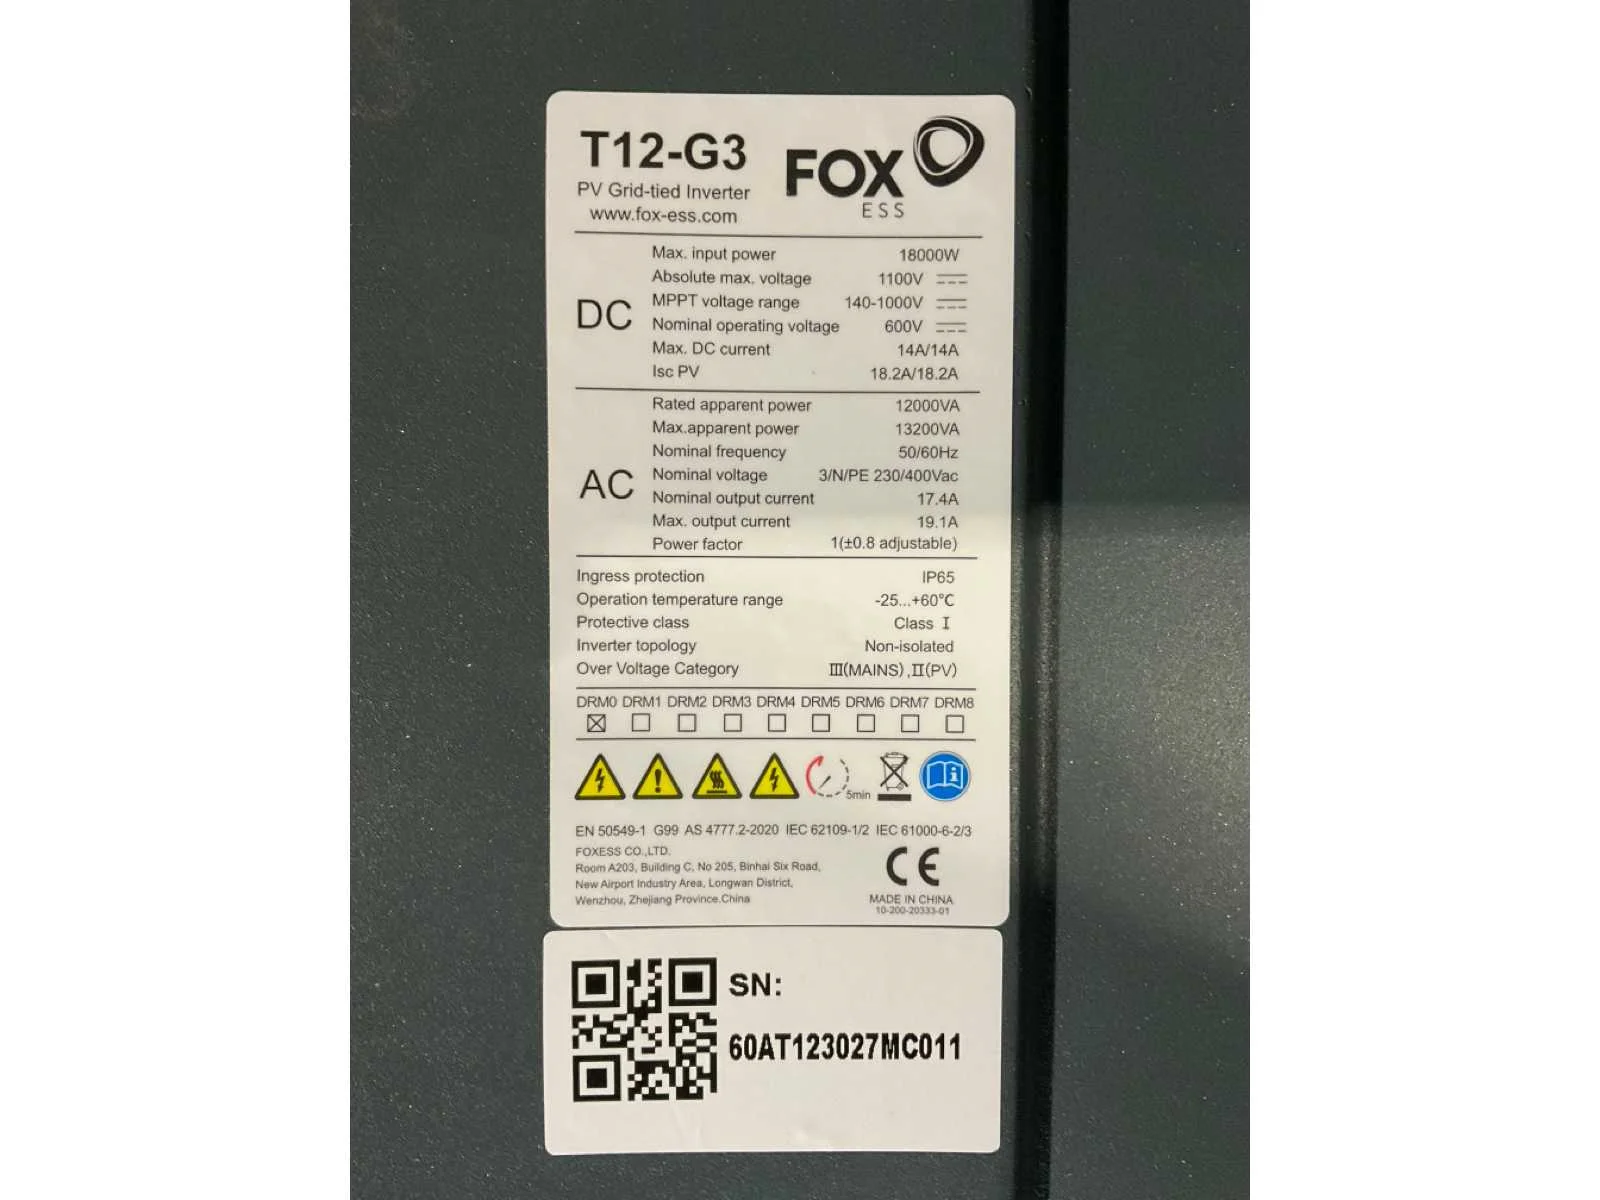 T12-G3
PV Grid-tied Inverter
www.fox-ess.com
FOX
ESS
DC
Max. input power 18000W
Absolute max. voltage 1100V
MPPT voltage range 140-1000V
Nominal operating voltage 600V
Max. DC current 14A/14A
Isc PV 18.2A/18.2A
AC
Rated apparent power 12000VA
Max.apparent power 13200VA
Nominal frequency 50/60Hz
Nominal voltage 3/N/PE 230/400Vac
Nominal output current 17.4A
Max. output current 19.1A
Power factor 1(±0.8 adjustable)
Ingress protection IP65
Operation temperature range -25...+60℃
Protective class Class Ⅰ
Inverter topology Non-isolated
Over Voltage Category Ⅲ(MAINS),Ⅱ(PV)
DRM0 DRM1 DRM2 DRM3 DRM4 DRM5 DRM6 DRM7 DRM8
5min
EN 50549-1 G99 AS 4777.2-2020 IEC 62109-1/2 IEC 61000-6-2/3
FOXESS CO.,LTD.
Room A203, Building C, No 205, Binhai Six Road,
New Airport Industry Area, Longwan District,
Wenzhou, Zhejiang Province.China
CE
MADE IN CHINA
10-200-20333-01
SN:
60AT123027MC011